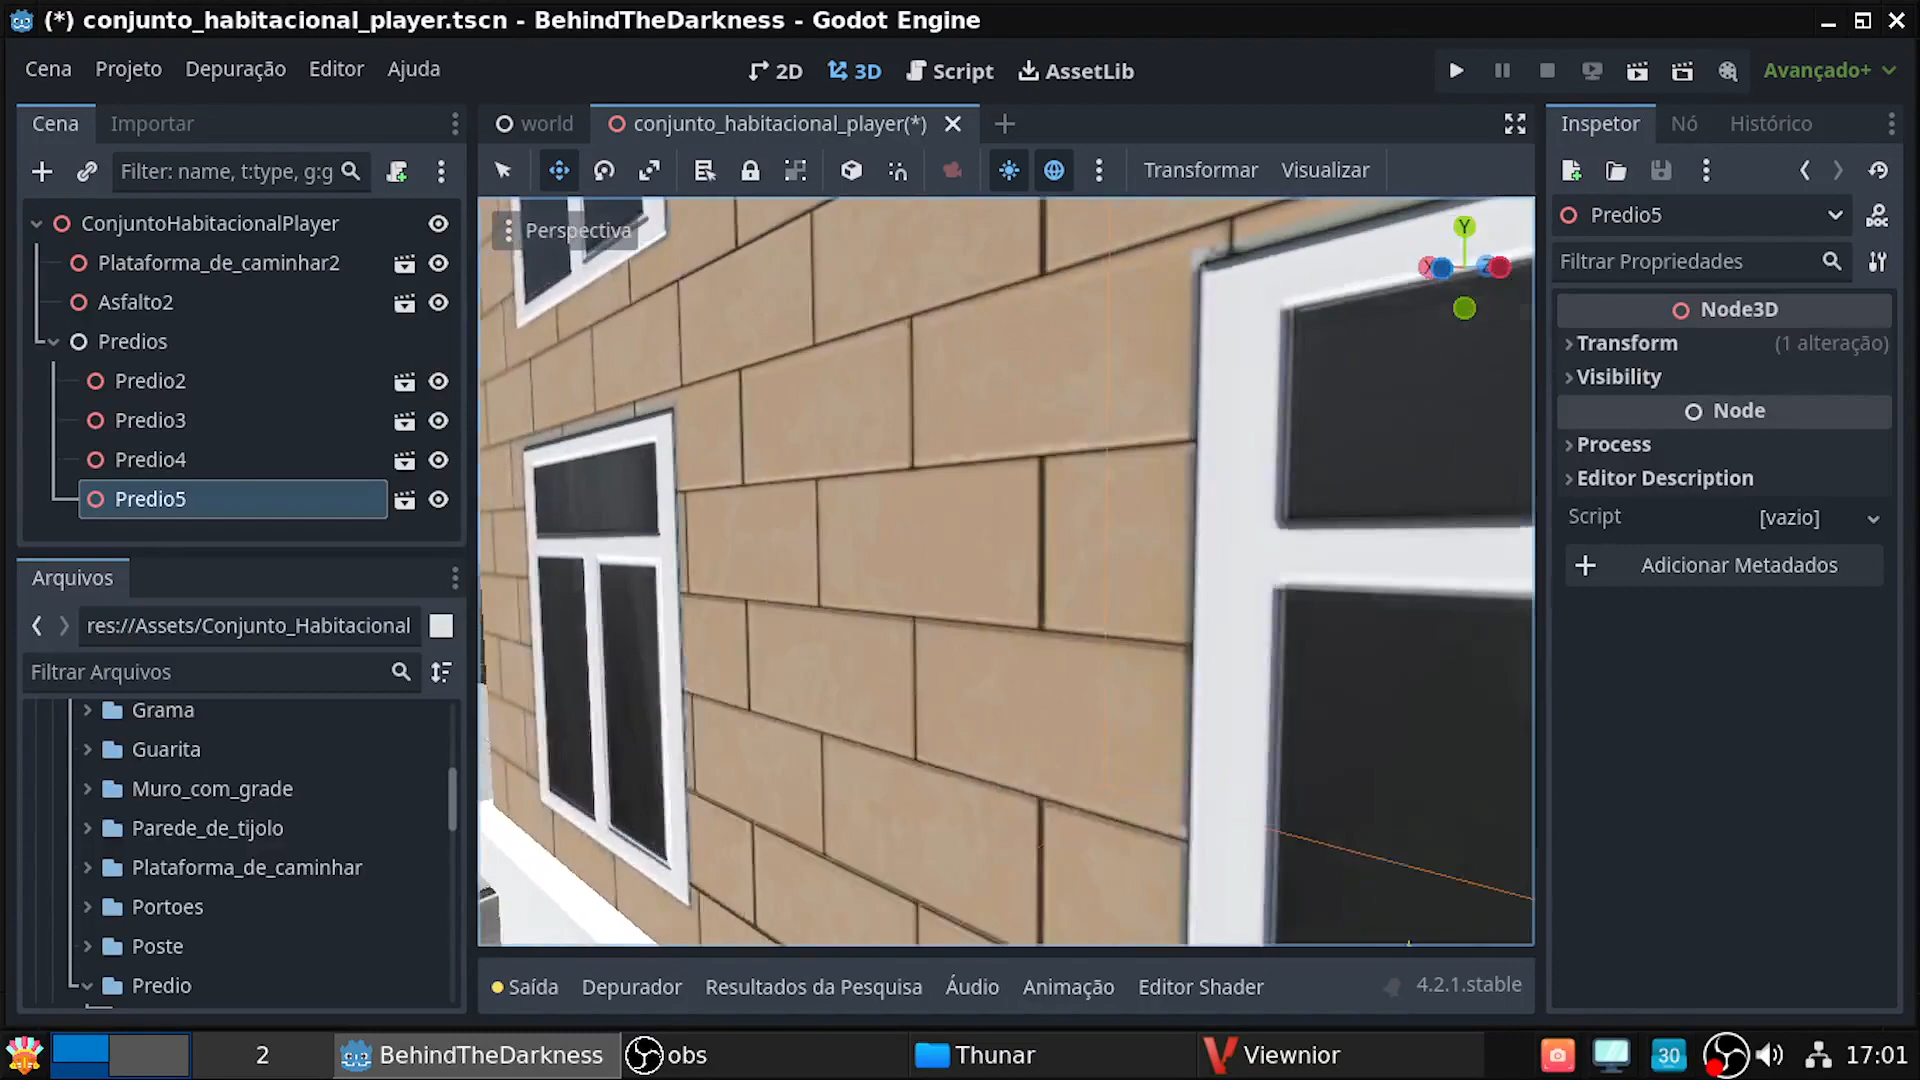 (*) conjunto_habitacional_player.tscn - BehindTheDarkness - Godot Engine
Cena Projeto Depuração Editor Ajuda
2D 3D Script AssetLib
Avançado+
Cena Importar
world conjunto_habitacional_player(*)
Inspetor Nó Histórico
Filter: name, t:type, g:g
Transformar Visualizar
Perspectiva
Y
ConjuntoHabitacionalPlayer
Plataforma_de_caminhar2
Asfalto2
Predios
Predio2
Predio3
Predio4
Predio5
Predio5
DOC
Filtrar Propriedades
Node3D
Transform (1 alteração)
Visibility
Node
Process
Editor Description
Script [vazio]
Adicionar Metadados
Arquivos
res://Assets/Conjunto_Habitacional
Filtrar Arquivos
Grama
Guarita
Muro_com_grade
Parede_de_tijolo
Plataforma_de_caminhar
Portoes
Poste
Predio
Saída Depurador Resultados da Pesquisa Áudio Animação Editor Shader 4.2.1.stable
2 BehindTheDarkness obs Thunar Viewnior 30 17:01